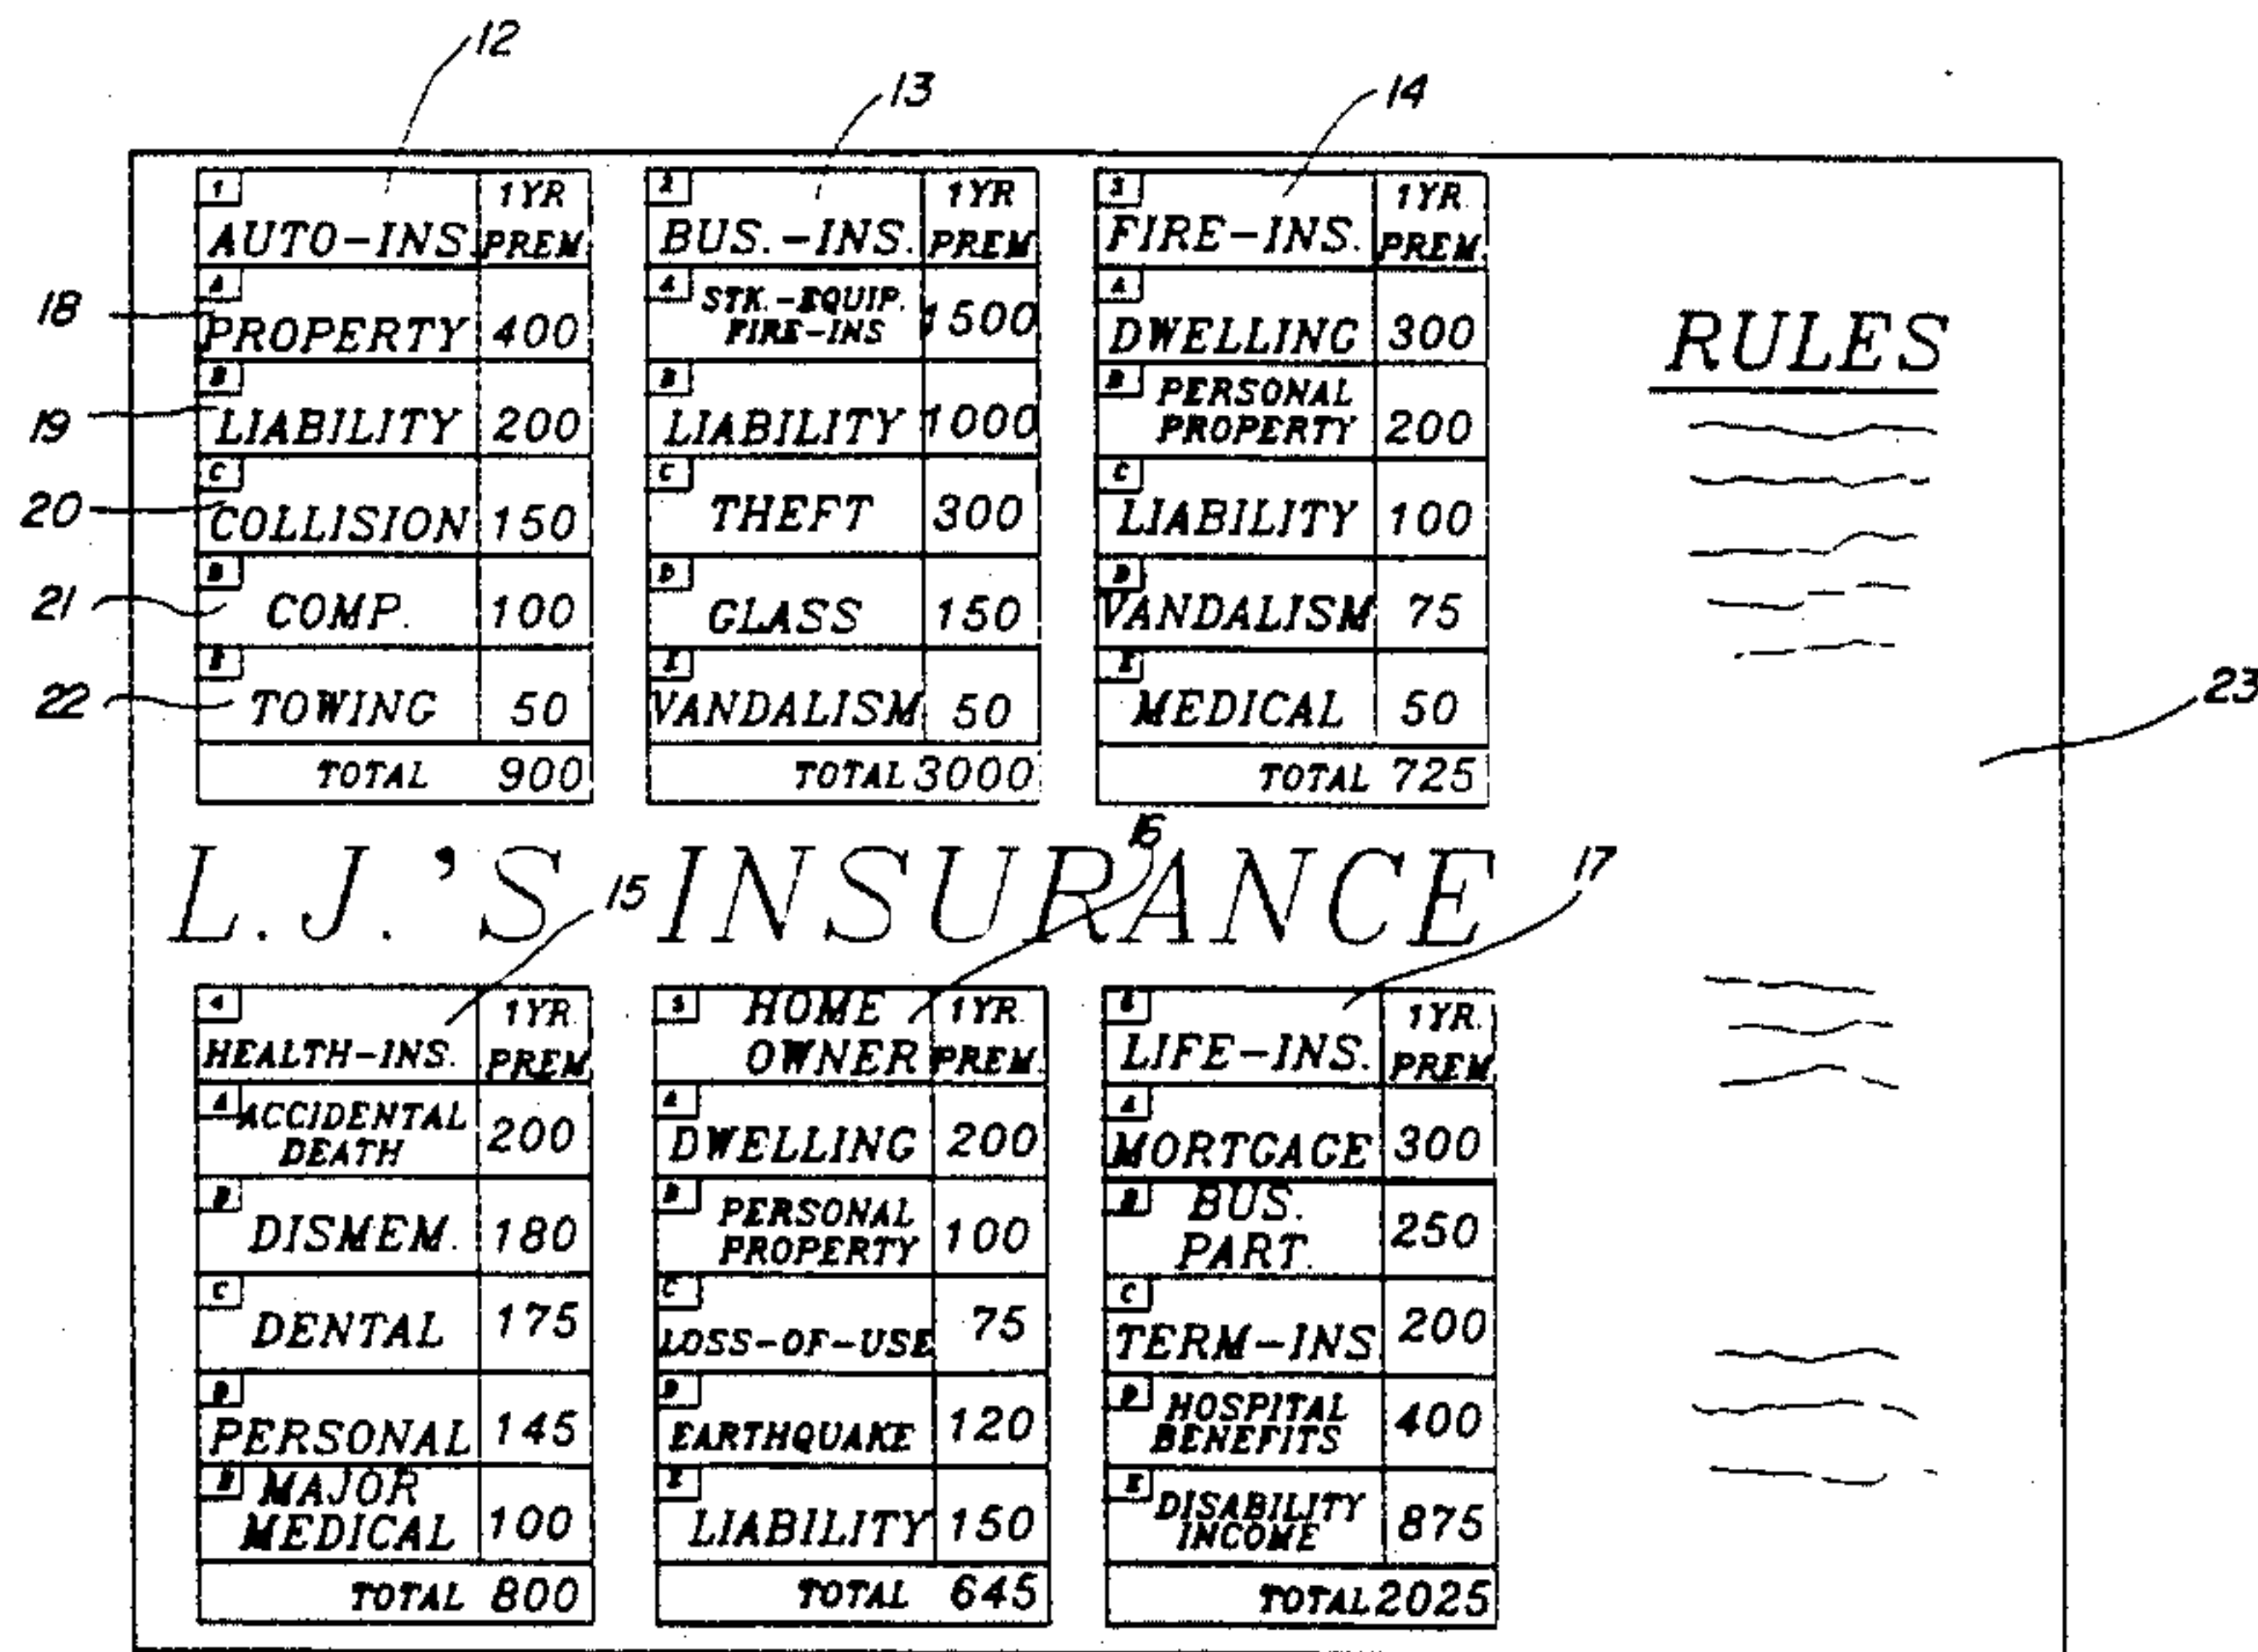 12
13
14
1 1YR
AUTO-INS. PREM.
A
PROPERTY 400
B
LIABILITY 200
C
COLLISION 150
D
COMP. 100
E
TOWING 50
TOTAL 900
18
19
20
21
22
2 1YR
BUS.-INS. PREM.
A STK.-EQUIP.
FIRE-INS 1500
B
LIABILITY 1000
C
THEFT 300
D
GLASS 150
E
VANDALISM 50
TOTAL 3000
3 1YR.
FIRE-INS. PREM.
A
DWELLING 300
B PERSONAL
PROPERTY 200
C
LIABILITY 100
D
VANDALISM 75
E
MEDICAL 50
TOTAL 725
RULES
23
L.J.'S INSURANCE
15
16
17
4 1YR.
HEALTH-INS. PREM.
A ACCIDENTAL
DEATH 200
B
DISMEM. 180
C
DENTAL 175
D
PERSONAL 145
MAJOR
MEDICAL 100
TOTAL 800
5 HOME 1YR.
OWNER PREM.
A
DWELLING 200
B PERSONAL
PROPERTY 100
C
LOSS-OF-USE 75
D
EARTHQUAKE 120
E
LIABILITY 150
TOTAL 645
6 1YR.
LIFE-INS. PREM.
A
MORTGAGE 300
B BUS.
PART. 250
C
TERM-INS 200
D HOSPITAL
BENEFITS 400
E DISABILITY
INCOME 875
TOTAL 2025